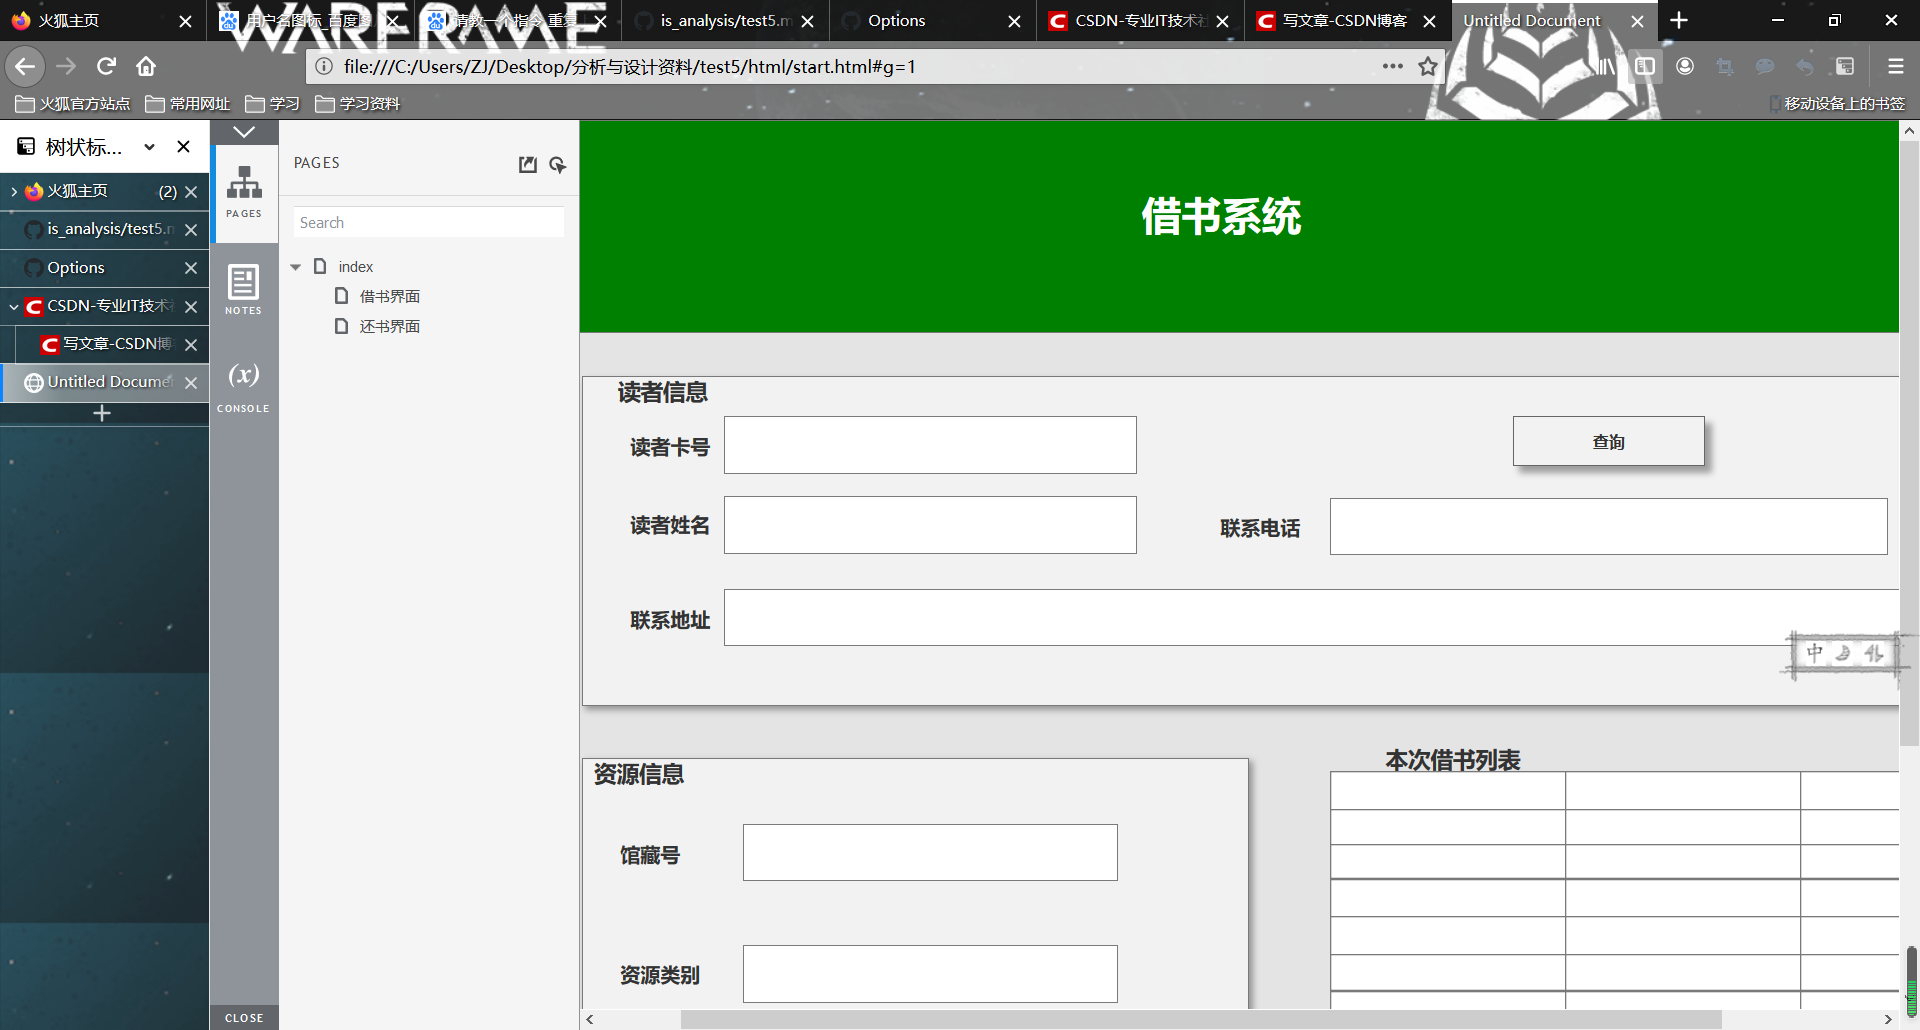 火狐主页
用户名图标_百度图
请教一个指令,重复
is_analysis/test5.m
Options
CSDN-专业IT技术社
写文章-CSDN博客
Untitled Document
WARFRAME
file:///C:/Users/ZJ/Desktop/分析与设计资料/test5/html/start.html#g=1
火狐官方站点
常用网址
学习
学习资料
移动设备上的书签
树状标...
火狐主页 (2)
is_analysis/test5.m
Options
CSDN-专业IT技术
写文章-CSDN博
Untitled Docume
PAGES
NOTES
(x)
CONSOLE
CLOSE
PAGES
Search
index
借书界面
还书界面
借书系统
读者信息
读者卡号
查询
读者姓名
联系电话
联系地址
中
资源信息
本次借书列表
馆藏号
资源类别